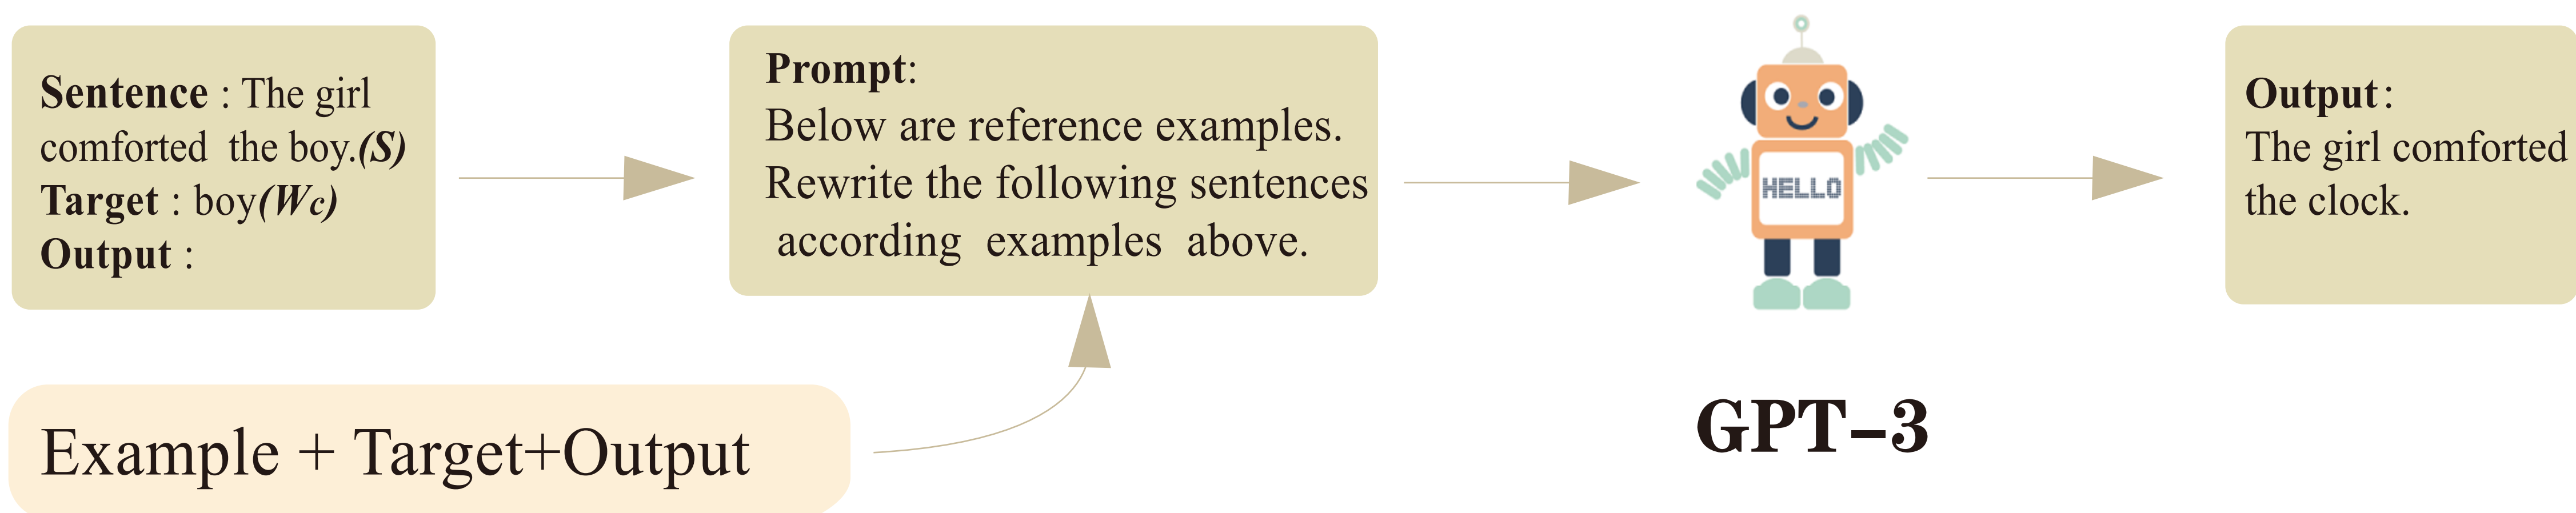 Sentence : The girl
comforted the boy.(S)
Target : boy(Wc)
Output :
Prompt:
Below are reference examples.
Rewrite the following sentences
according examples above.
HELLO
GPT-3
Output:
The girl comforted
the clock.
Example + Target+Output